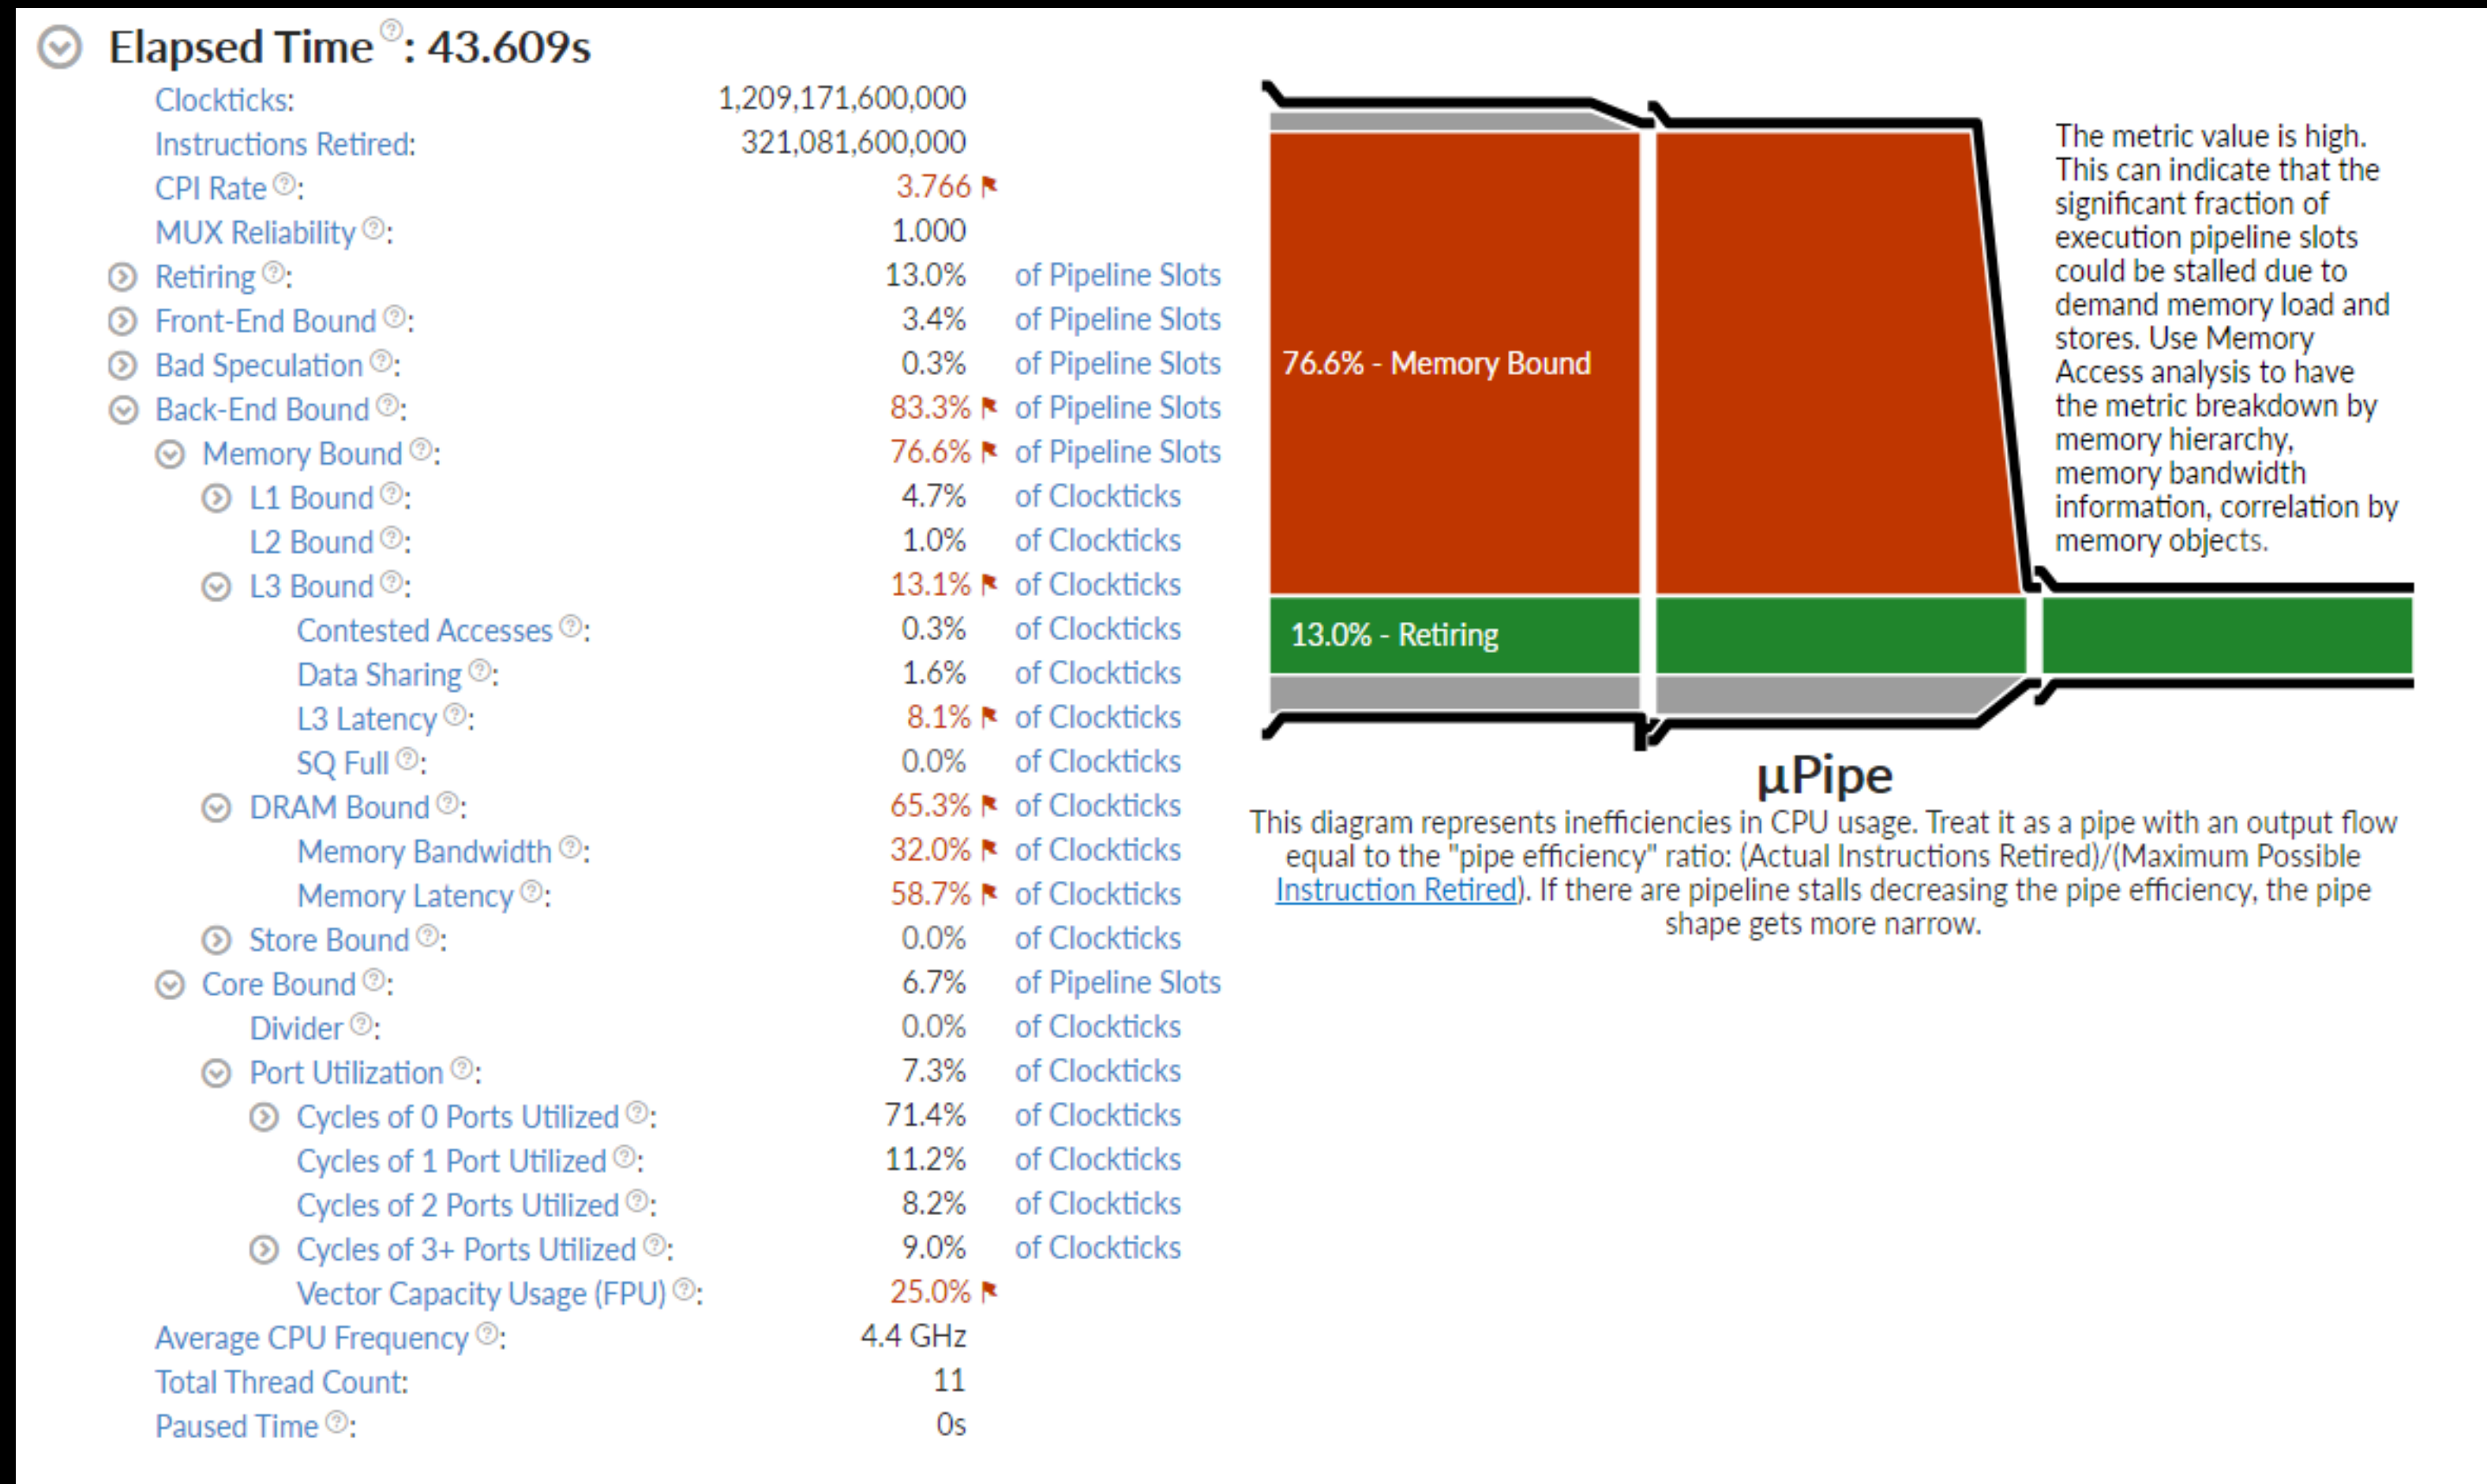 Elapsed Time ?: 43.609s
Clockticks: 1,209,171,600,000
Instructions Retired: 321,081,600,000
CPI Rate ?: 3.766
MUX Reliability ?: 1.000
Retiring ?: 13.0% of Pipeline Slots
Front-End Bound ?: 3.4% of Pipeline Slots
Bad Speculation ?: 0.3% of Pipeline Slots
Back-End Bound ?: 83.3% of Pipeline Slots
Memory Bound ?: 76.6% of Pipeline Slots
L1 Bound ?: 4.7% of Clockticks
L2 Bound ?: 1.0% of Clockticks
L3 Bound ?: 13.1% of Clockticks
Contested Accesses ?: 0.3% of Clockticks
Data Sharing ?: 1.6% of Clockticks
L3 Latency ?: 8.1% of Clockticks
SQ Full ?: 0.0% of Clockticks
DRAM Bound ?: 65.3% of Clockticks
Memory Bandwidth ?: 32.0% of Clockticks
Memory Latency ?: 58.7% of Clockticks
Store Bound ?: 0.0% of Clockticks
Core Bound ?: 6.7% of Pipeline Slots
Divider ?: 0.0% of Clockticks
Port Utilization ?: 7.3% of Clockticks
Cycles of 0 Ports Utilized ?: 71.4% of Clockticks
Cycles of 1 Port Utilized ?: 11.2% of Clockticks
Cycles of 2 Ports Utilized ?: 8.2% of Clockticks
Cycles of 3+ Ports Utilized ?: 9.0% of Clockticks
Vector Capacity Usage (FPU) ?: 25.0%
Average CPU Frequency ?: 4.4 GHz
Total Thread Count: 11
Paused Time ?: 0s
76.6% - Memory Bound
13.0% - Retiring
The metric value is high.
This can indicate that the
significant fraction of
execution pipeline slots
could be stalled due to
demand memory load and
stores. Use Memory
Access analysis to have
the metric breakdown by
memory hierarchy,
memory bandwidth
information, correlation by
memory objects.
µPipe
This diagram represents inefficiencies in CPU usage. Treat it as a pipe with an output flow
equal to the "pipe efficiency" ratio: (Actual Instructions Retired)/(Maximum Possible
Instruction Retired). If there are pipeline stalls decreasing the pipe efficiency, the pipe
shape gets more narrow.